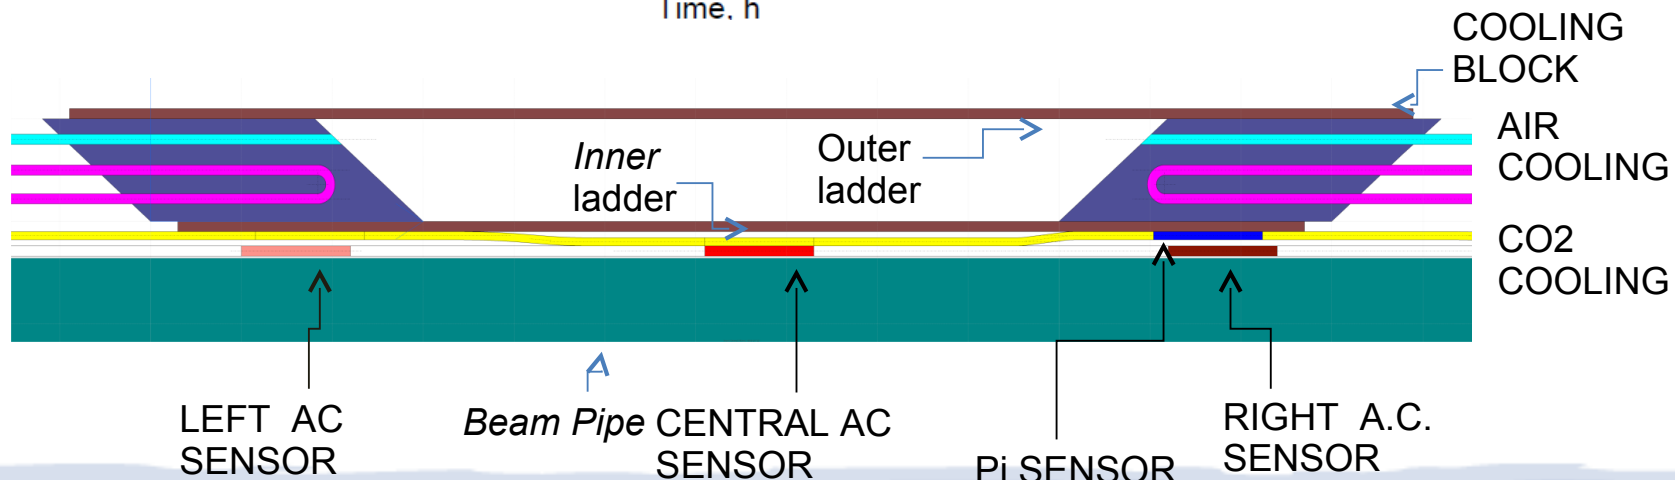 Time, h
COOLING
BLOCK
AIR
COOLING
Inner
ladder
Outer
ladder
CO2
COOLING
LEFT AC
SENSOR
Beam Pipe
CENTRAL AC
SENSOR
Pi SENSOR
RIGHT A.C.
SENSOR